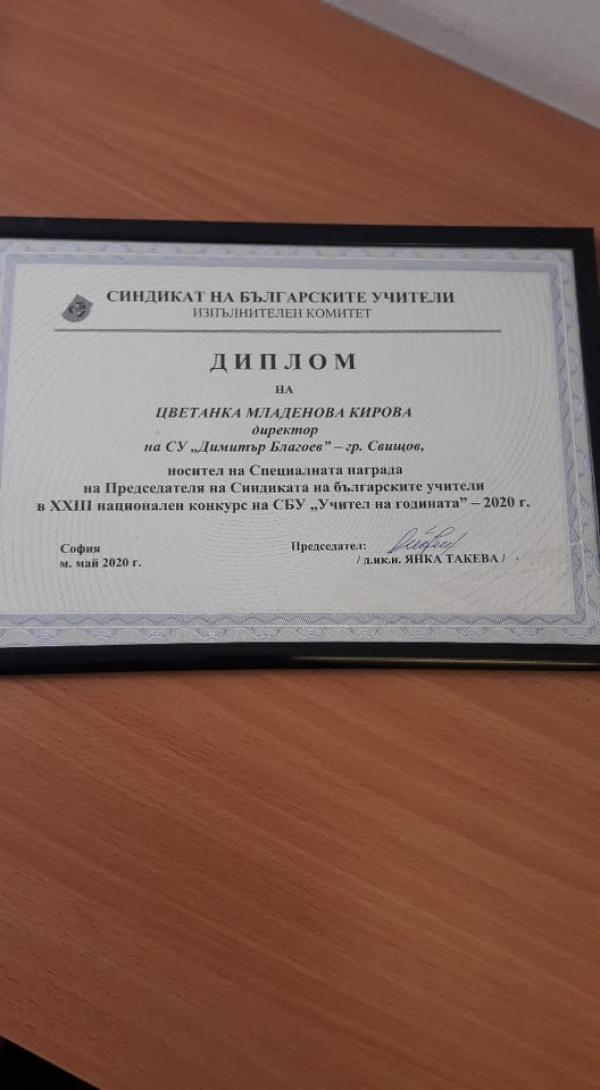 СИНДИКАТ НА БЪЛГАРСКИТЕ УЧИТЕЛИ
ИЗПЪЛНИТЕЛЕН КОМИТЕТ
ДИПЛОМ
НА
ЦВЕТАНКА МЛАДЕНОВА КИРОВА
директор
на СУ „Димитър Благоев” – гр. Свищов,
носител на Специалната награда
на Председателя на Синдиката на българските учители
в XXIII национален конкурс на СБУ „Учител на годината” – 2020 г.
София
м. май 2020 г.
Председател:
/ д.ик.н. ЯНКА ТАКЕВА /